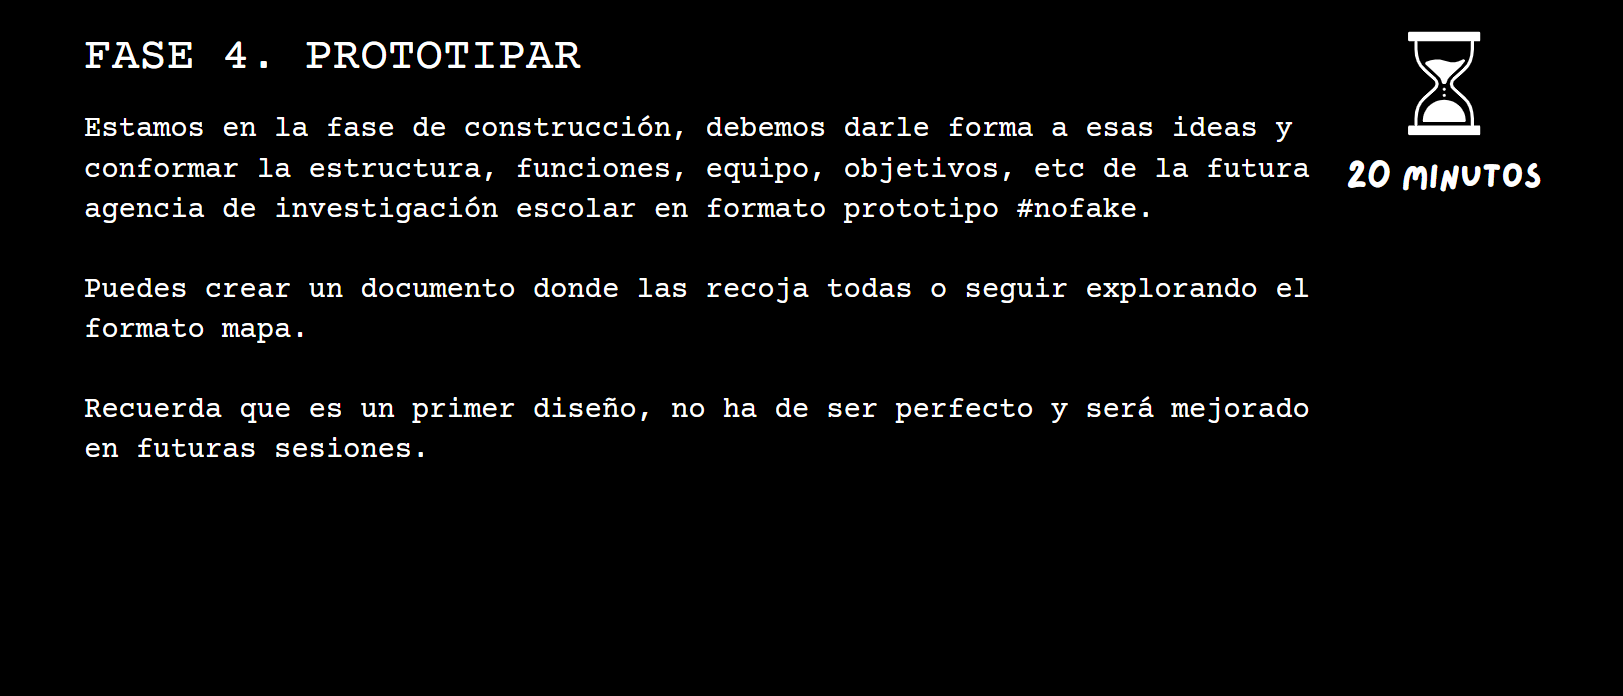 FASE 4. PROTOTIPAR
Estamos en la fase de construcción, debemos darle forma a esas ideas y
conformar la estructura, funciones, equipo, objetivos, etc de la futura
agencia de investigación escolar en formato prototipo #nofake.
Puedes crear un documento donde las recoja todas o seguir explorando el
formato mapa.
Recuerda que es un primer diseño, no ha de ser perfecto y será mejorado
en futuras sesiones.
20 MINUTOS